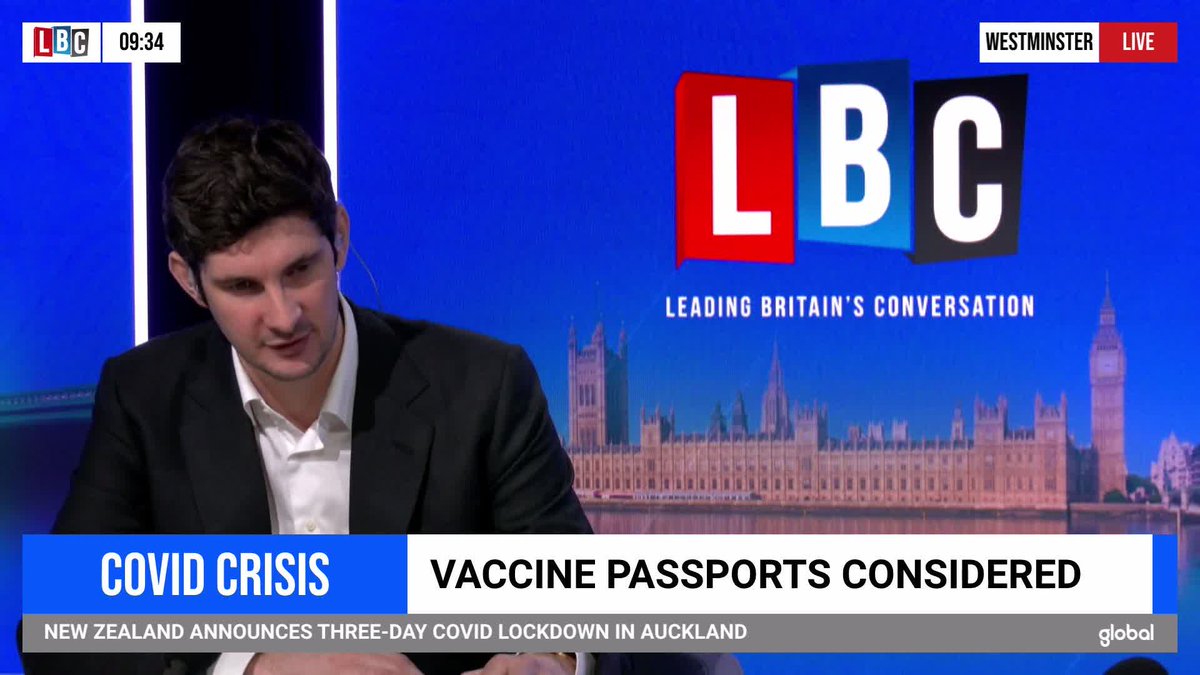 LBC
09:34
WESTMINSTER
LIVE
LBC
LEADING BRITAIN'S CONVERSATION
COVID CRISIS
VACCINE PASSPORTS CONSIDERED
NEW ZEALAND ANNOUNCES THREE-DAY COVID LOCKDOWN IN AUCKLAND
global